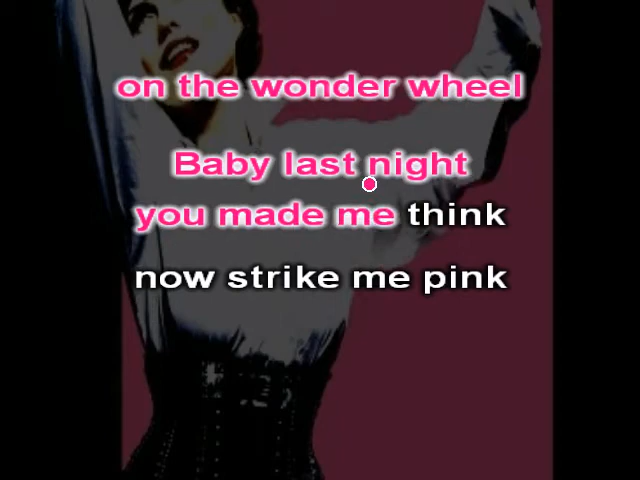 on the wonder wheel
Baby last night
you made me think
now strike me pink